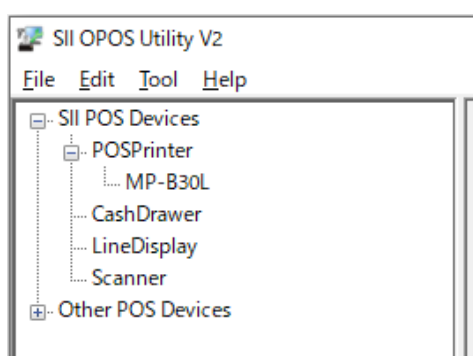 SII OPOS Utility V2
File Edit Tool Help
SII POS Devices
POSPrinter
MP-B30L
CashDrawer
LineDisplay
Scanner
Other POS Devices